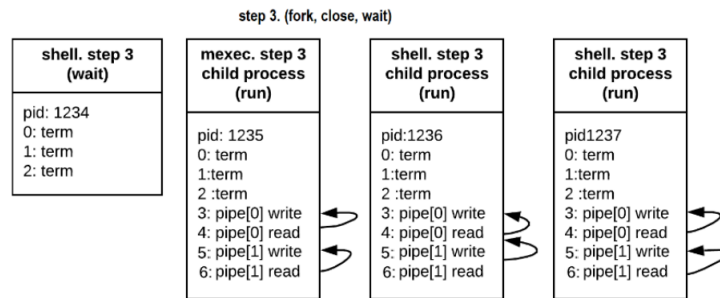 step 3. (fork, close, wait)
shell. step 3
(wait)
pid: 1234
0: term
1: term
2: term
mexec. step 3
child process
(run)
pid: 1235
0: term
1:term
2 :term
3: pipe[0] write
4: pipe[0] read
5: pipe[1] write
6: pipe[1] read
shell. step 3
child process
(run)
pid:1236
0: term
1:term
2 :term
3: pipe[0] write
4: pipe[0] read
5: pipe[1] write
6: pipe[1] read
shell. step 3
child process
(run)
pid1237
0: term
1:term
2 :term
3: pipe[0] write
4: pipe[0] read
5: pipe[1] write
6: pipe[1] read